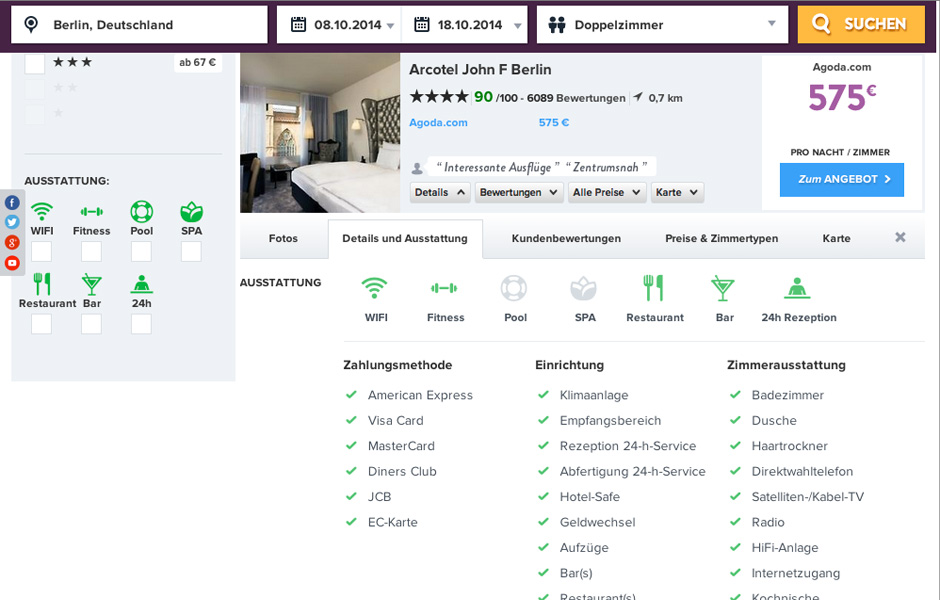 Berlin, Deutschland
08.10.2014
18.10.2014
Doppelzimmer
SUCHEN
★★★ ab 67 €
★★
★
AUSSTATTUNG:
WIFI Fitness Pool SPA
Restaurant Bar 24h
Arcotel John F Berlin
★★★★ 90 /100 - 6089 Bewertungen 0,7 km
Agoda.com 575 €
“ Interessante Ausflüge ” “ Zentrumsnah ”
Details Bewertungen Alle Preise Karte
Agoda.com
575€
PRO NACHT / ZIMMER
Zum ANGEBOT
Fotos Details und Ausstattung Kundenbewertungen Preise & Zimmertypen Karte
AUSSTATTUNG
WIFI Fitness Pool SPA Restaurant Bar 24h Rezeption
Zahlungsmethode
American Express
Visa Card
MasterCard
Diners Club
JCB
EC-Karte
Einrichtung
Klimaanlage
Empfangsbereich
Rezeption 24-h-Service
Abfertigung 24-h-Service
Hotel-Safe
Geldwechsel
Aufzüge
Bar(s)
Restaurant(s)
Zimmerausstattung
Badezimmer
Dusche
Haartrockner
Direktwahltelefon
Satelliten-/Kabel-TV
Radio
HiFi-Anlage
Internetzugang
Kochnische